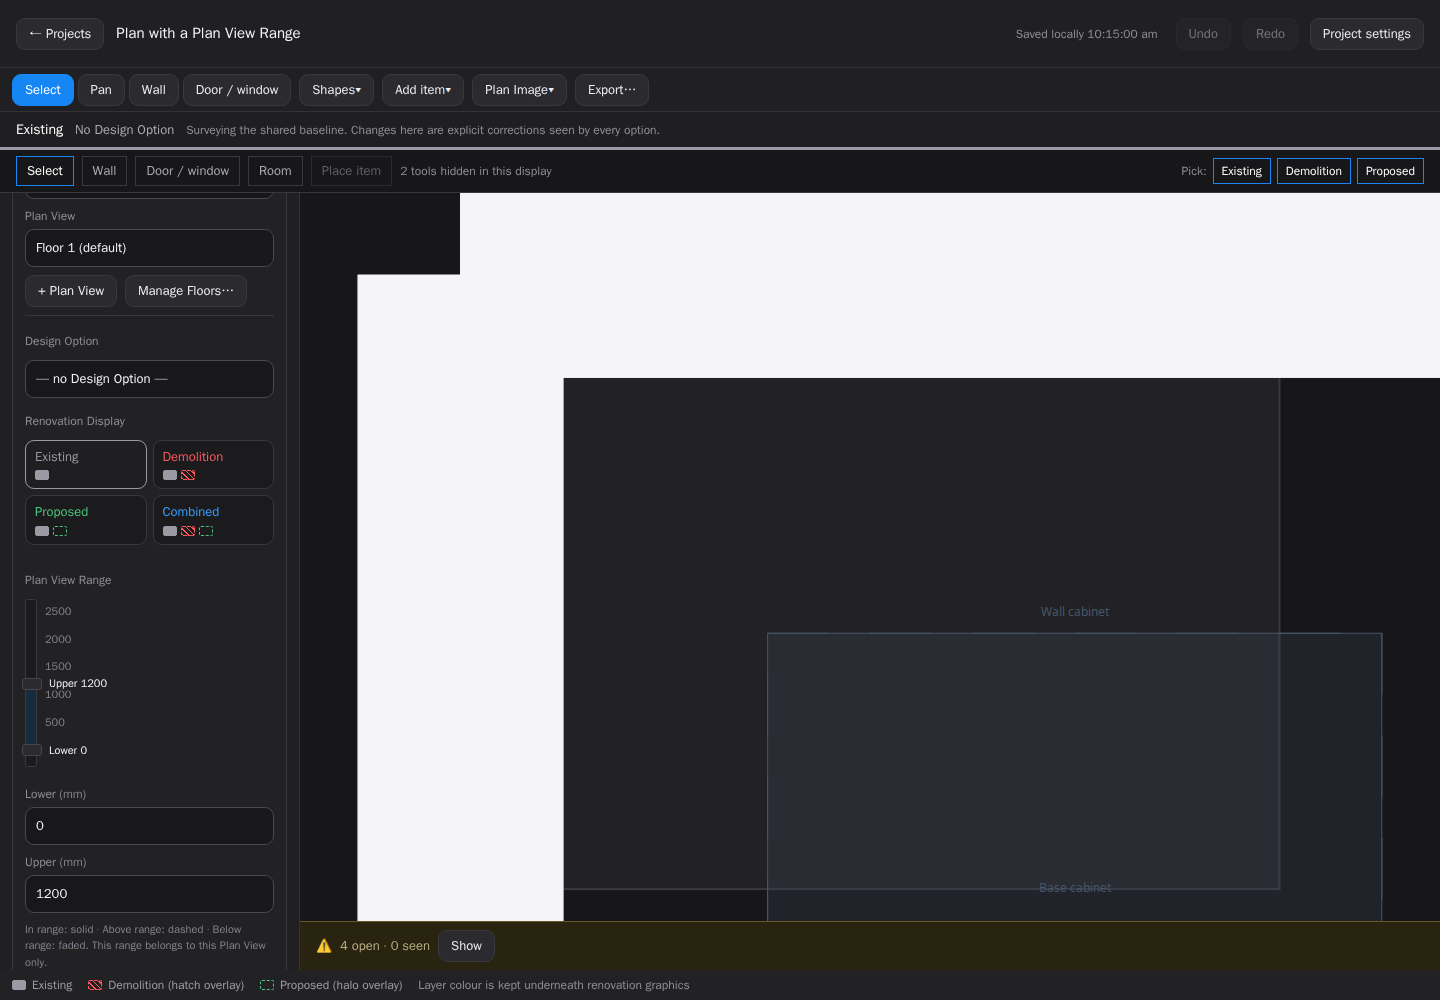 ← Projects
Plan with a Plan View Range
Saved locally 10:15:00 am
Undo
Redo
Project settings
Select
Pan
Wall
Door / window
Shapes▾
Add item▾
Plan Image▾
Export⋯
Existing
No Design Option
Surveying the shared baseline. Changes here are explicit corrections seen by every option.
Select
Wall
Door / window
Room
Place item
2 tools hidden in this display
Pick:
Existing
Demolition
Proposed
Plan View
Floor 1 (default)
+ Plan View
Manage Floors⋯
Design Option
— no Design Option —
Renovation Display
Existing
Demolition
Proposed
Combined
Plan View Range
2500
2000
1500
Upper 1200
1000
500
Lower 0
Lower (mm)
0
Upper (mm)
1200
In range: solid · Above range: dashed · Below
range: faded. This range belongs to this Plan View
only.
Wall cabinet
Base cabinet
4 open · 0 seen
Show
Existing
Demolition (hatch overlay)
Proposed (halo overlay)
Layer colour is kept underneath renovation graphics